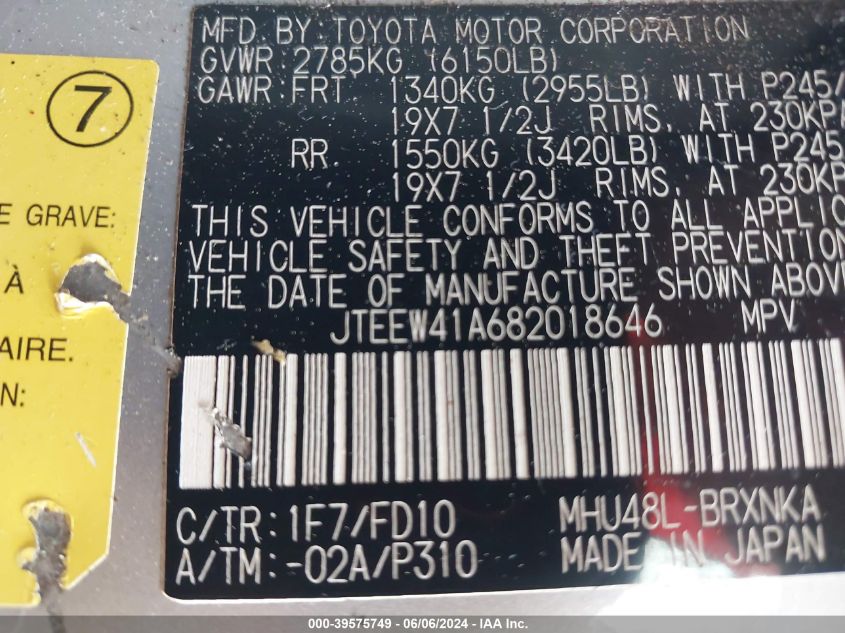 MFD. BY: TOYOTA MOTOR CORPORATION
GVWR: 2785KG (6150LB)
GAWR: FRT 1340KG (2955LB) WITH P245/
19X7 1/2J RIMS, AT 230KPA
RR 1550KG (3420LB) WITH P245
19X7 1/2J RIMS, AT 230KP
THIS VEHICLE CONFORMS TO ALL APPLIC
VEHICLE SAFETY AND THEFT PREVENTION
THE DATE OF MANUFACTURE SHOWN ABOVE
JTEEW41A682018646 MPV
C/TR: 1F7/FD10 MHU48L-BRXNKA
A/TM: -02A/P310 MADE IN JAPAN
7
E GRAVE:
À
AIRE.
N:
000-39575749 - 06/06/2024 - IAA Inc.